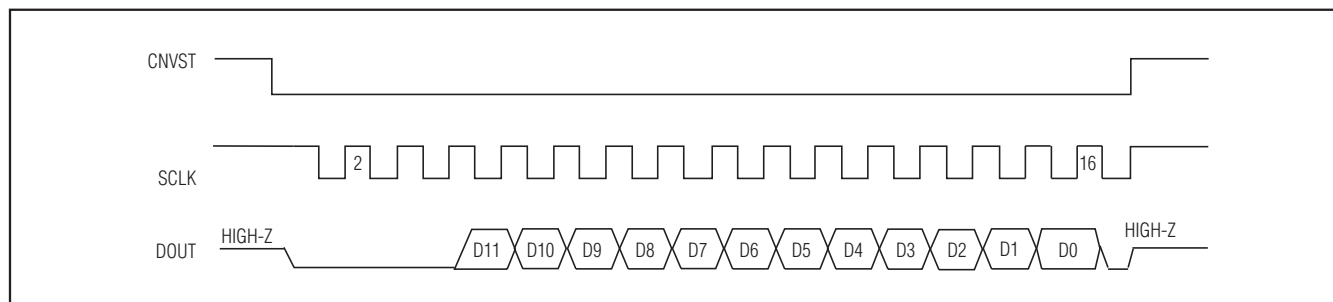 CNVST
SCLK
2
16
DOUT
HIGH-Z
D11 D10 D9 D8 D7 D6 D5 D4 D3 D2 D1 D0
HIGH-Z